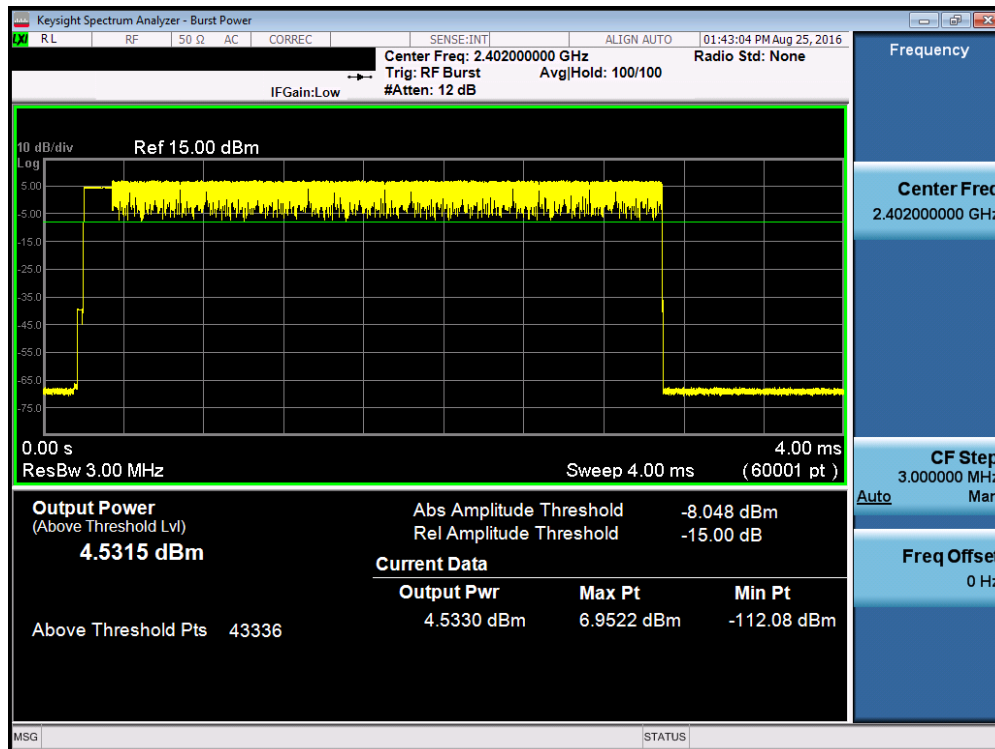 Keysight Spectrum Analyzer - Burst Power
LXI RL RF 50 Ω AC CORREC SENSE:INT ALIGN AUTO 01:43:04 PM Aug 25, 2016
Center Freq: 2.402000000 GHz Radio Std: None
Trig: RF Burst Avg|Hold: 100/100
IFGain:Low #Atten: 12 dB
Frequency
10 dB/div Ref 15.00 dBm
Log
5.00
-5.00
-15.0
-25.0
-35.0
-45.0
-55.0
-65.0
-75.0
0.00 s 4.00 ms
ResBw 3.00 MHz Sweep 4.00 ms (60001 pt)
Center Freq
2.402000000 GHz
CF Step
3.000000 MHz
Auto Man
Freq Offset
0 Hz
Output Power
(Above Threshold Lvl)
4.5315 dBm
Above Threshold Pts 43336
Abs Amplitude Threshold -8.048 dBm
Rel Amplitude Threshold -15.00 dB
Current Data
Output Pwr Max Pt Min Pt
4.5330 dBm 6.9522 dBm -112.08 dBm
MSG STATUS